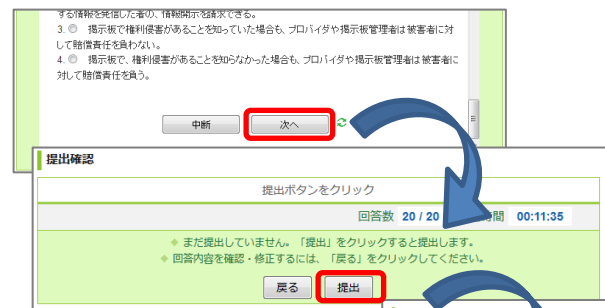 する情報を発信した者の、情報開示を請求できる。
3. 掲示板で権利侵害があることを知っていた場合も、プロバイダや掲示板管理者は被害者に対
して賠償責任を負わない。
4. 掲示板で、権利侵害があることを知らなかった場合も、プロバイダや掲示板管理者は被害者に
対して賠償責任を負う。
中断 次へ
提出確認
提出ボタンをクリック
回答数 20 / 20 間 00:11:35
まだ提出していません。「提出」をクリックすると提出します。
回答内容を確認・修正するには、「戻る」をクリックしてください。
戻る 提出